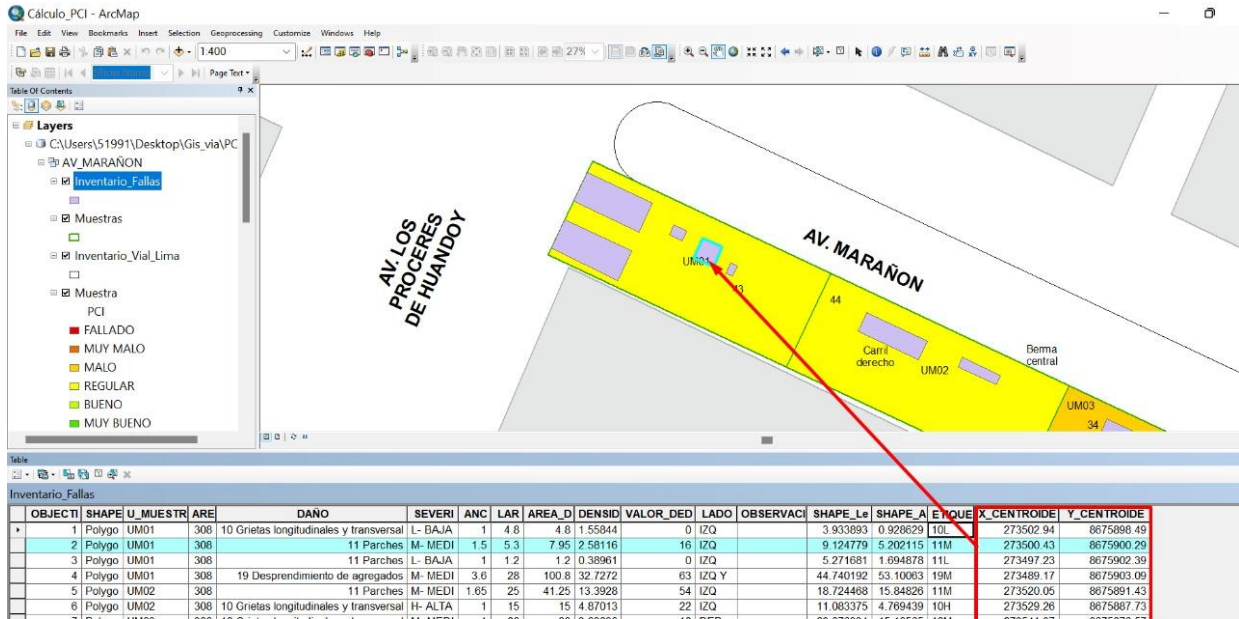 Cálculo_PCI - ArcMap
File Edit View Bookmarks Insert Selection Geoprocessing Customize Windows Help
1:400
27%
Page Text
Table Of Contents
Layers
C:\Users\51991\Desktop\Gis_via\PC
AV_MARAÑON
Inventario_Fallas
Muestras
Inventario_Vial_Lima
Muestra
PCI
FALLADO
MUY MALO
MALO
REGULAR
BUENO
MUY BUENO
AV. LOS
PROCERES
DE HUANDOY
AV. MARAÑON
UM01
43
44
Carril
derecho
UM02
Berma
central
UM03
34
Table
Inventario_Fallas
OBJECTI SHAPE U_MUESTR ARE DAÑO SEVERI ANC LAR AREA_D DENSID VALOR_DED LADO OBSERVACI SHAPE_Le SHAPE_A ETIQUE X_CENTROIDE Y_CENTROIDE
1 Polygo UM01 308 10 Grietas longitudinales y transversal L- BAJA 1 4.8 4.8 1.55844 0 IZQ 3.933893 0.928629 10L 273502.94 8675898.49
2 Polygo UM01 308 11 Parches M- MEDI 1.5 5.3 7.95 2.58116 16 IZQ 9.124779 5.202115 11M 273500.43 8675900.29
3 Polygo UM01 308 11 Parches L- BAJA 1 1.2 1.2 0.38961 0 IZQ 5.271681 1.694878 11L 273497.23 8675902.39
4 Polygo UM01 308 19 Desprendimiento de agregados M- MEDI 3.6 28 100.8 32.7272 63 IZQ Y 44.740192 53.10063 19M 273489.17 8675903.09
5 Polygo UM02 308 11 Parches M- MEDI 1.65 25 41.25 13.3928 54 IZQ 18.724468 15.84826 11M 273520.05 8675891.43
6 Polygo UM02 308 10 Grietas longitudinales y transversal H- ALTA 1 15 15 4.87013 22 IZQ 11.083375 4.769439 10H 273529.26 8675887.73